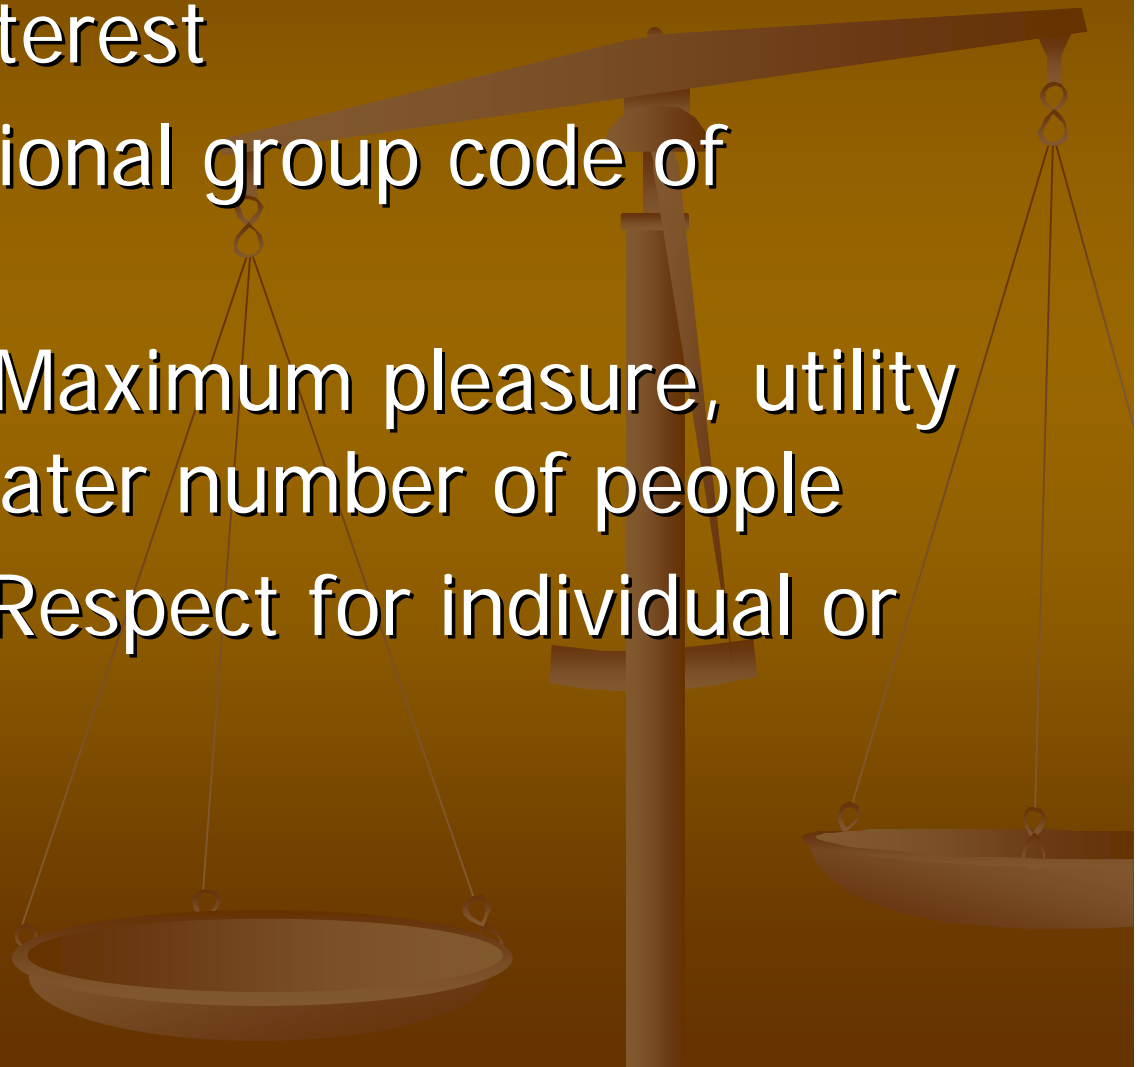 terest
ional group code of
Maximum pleasure, utility
ater number of people
Respect for individual or